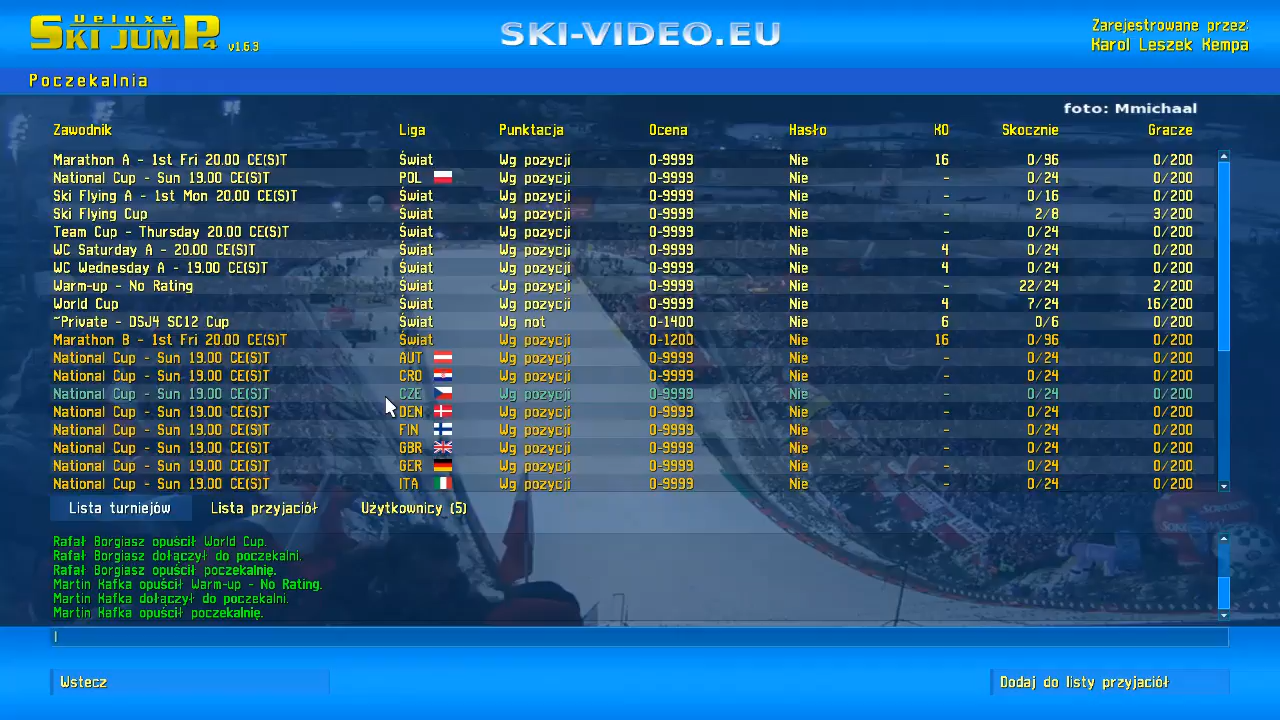 Deluxe
SKI JUMP 4 v1.6.3
SKI-VIDEO.EU
Zarejestrowane przez:
Karol Leszek Kempa
Poczekalnia
foto: Mmichaal
Zawodnik Liga Punktacja Ocena Hasło KO Skocznie Gracze
Marathon A - 1st Fri 20.00 CE(S)T Świat Wg pozycji 0-9999 Nie 16 0/96 0/200
National Cup - Sun 19.00 CE(S)T POL Wg pozycji 0-9999 Nie - 0/24 0/200
Ski Flying A - 1st Mon 20.00 CE(S)T Świat Wg pozycji 0-9999 Nie - 0/16 0/200
Ski Flying Cup Świat Wg pozycji 0-9999 Nie - 2/8 3/200
Team Cup - Thursday 20.00 CE(S)T Świat Wg pozycji 0-9999 Nie - 0/24 0/200
WC Saturday A - 20.00 CE(S)T Świat Wg pozycji 0-9999 Nie 4 0/24 0/200
WC Wednesday A - 19.00 CE(S)T Świat Wg pozycji 0-9999 Nie 4 0/24 0/200
Warm-up - No Rating Świat Wg pozycji 0-9999 Nie - 22/24 2/200
World Cup Świat Wg pozycji 0-9999 Nie 4 7/24 16/200
~Private - DSJ4 SC12 Cup Świat Wg not 0-1400 Nie 6 0/6 0/200
Marathon B - 1st Fri 20.00 CE(S)T Świat Wg pozycji 0-1200 Nie 16 0/96 0/200
National Cup - Sun 19.00 CE(S)T AUT Wg pozycji 0-9999 Nie - 0/24 0/200
National Cup - Sun 19.00 CE(S)T CRO Wg pozycji 0-9999 Nie - 0/24 0/200
National Cup - Sun 19.00 CE(S)T CZE Wg pozycji 0-9999 Nie - 0/24 0/200
National Cup - Sun 19.00 CE(S)T DEN Wg pozycji 0-9999 Nie - 0/24 0/200
National Cup - Sun 19.00 CE(S)T FIN Wg pozycji 0-9999 Nie - 0/24 0/200
National Cup - Sun 19.00 CE(S)T GBR Wg pozycji 0-9999 Nie - 0/24 0/200
National Cup - Sun 19.00 CE(S)T GER Wg pozycji 0-9999 Nie - 0/24 0/200
National Cup - Sun 19.00 CE(S)T ITA Wg pozycji 0-9999 Nie - 0/24 0/200
Lista turniejów Lista przyjaciół Użytkownicy (5)
Rafał Borgiasz opuścił World Cup.
Rafał Borgiasz dołączył do poczekalni.
Rafał Borgiasz opuścił poczekalnię.
Martin Kafka opuścił Warm-up - No Rating.
Martin Kafka dołączył do poczekalni.
Martin Kafka opuścił poczekalnię.
Wstecz Dodaj do listy przyjaciół